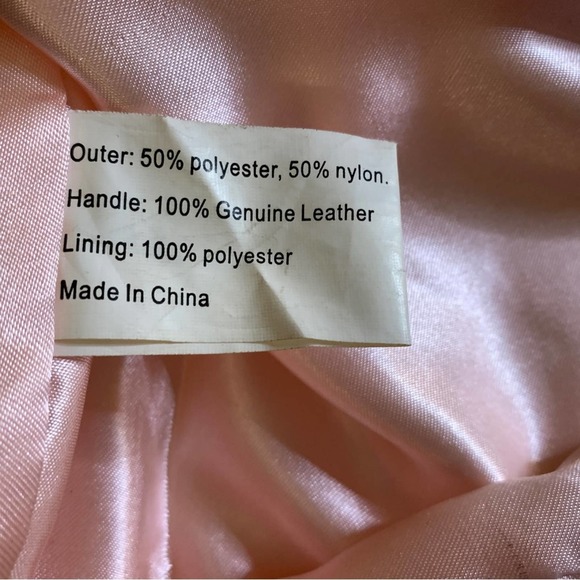 Outer: 50% polyester, 50% nylon.
Handle: 100% Genuine Leather
Lining: 100% polyester
Made In China